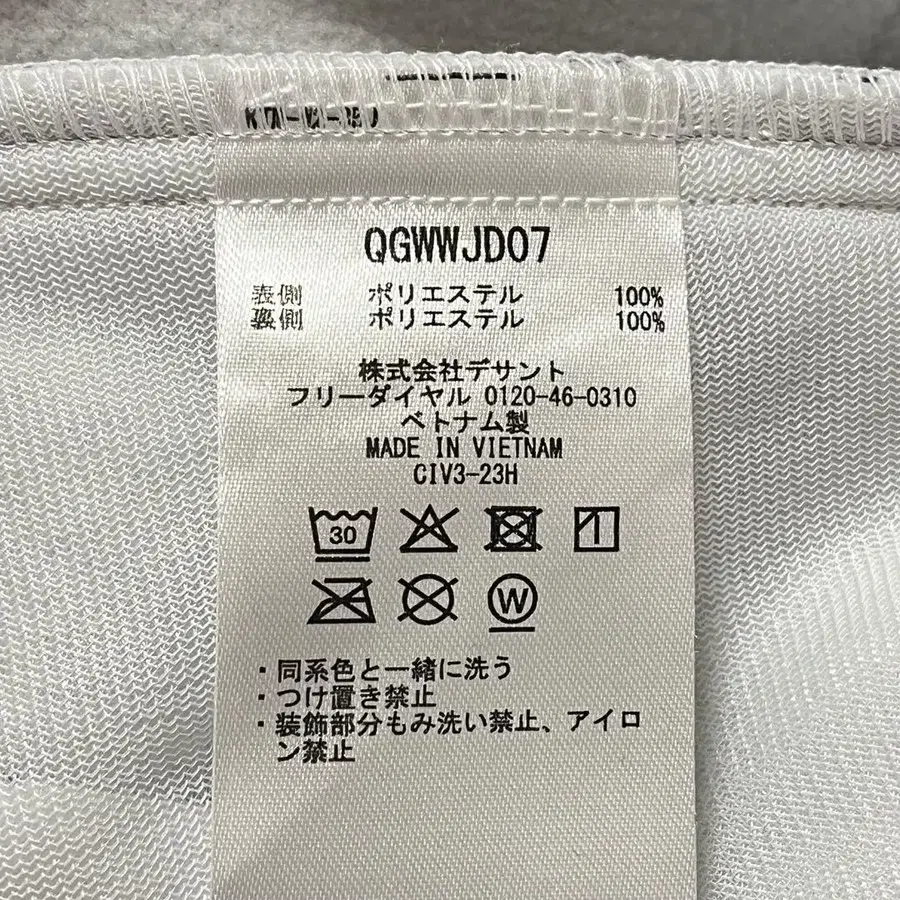 QGWWJD07
表側 ポリエステル 100%
裏側 ポリエステル 100%
株式会社デサント
フリーダイヤル 0120-46-0310
ベトナム製
MADE IN VIETNAM
CIV3-23H
30
W
・同系色と一緒に洗う
・つけ置き禁止
・装飾部分もみ洗い禁止、アイロ
ン禁止